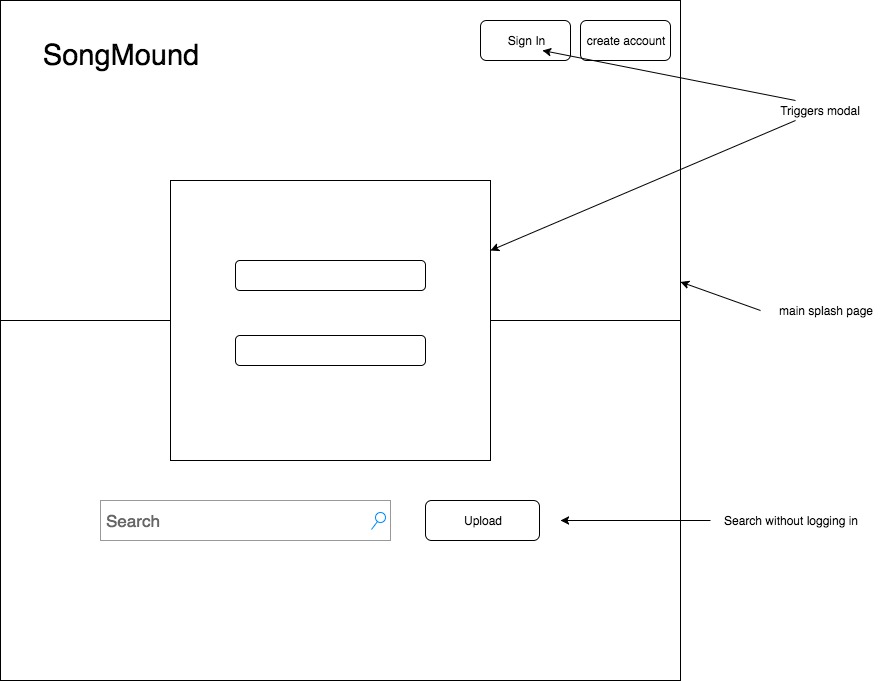 SongMound
Sign In
create account
Triggers modal
main splash page
Search
Upload
Search without logging in